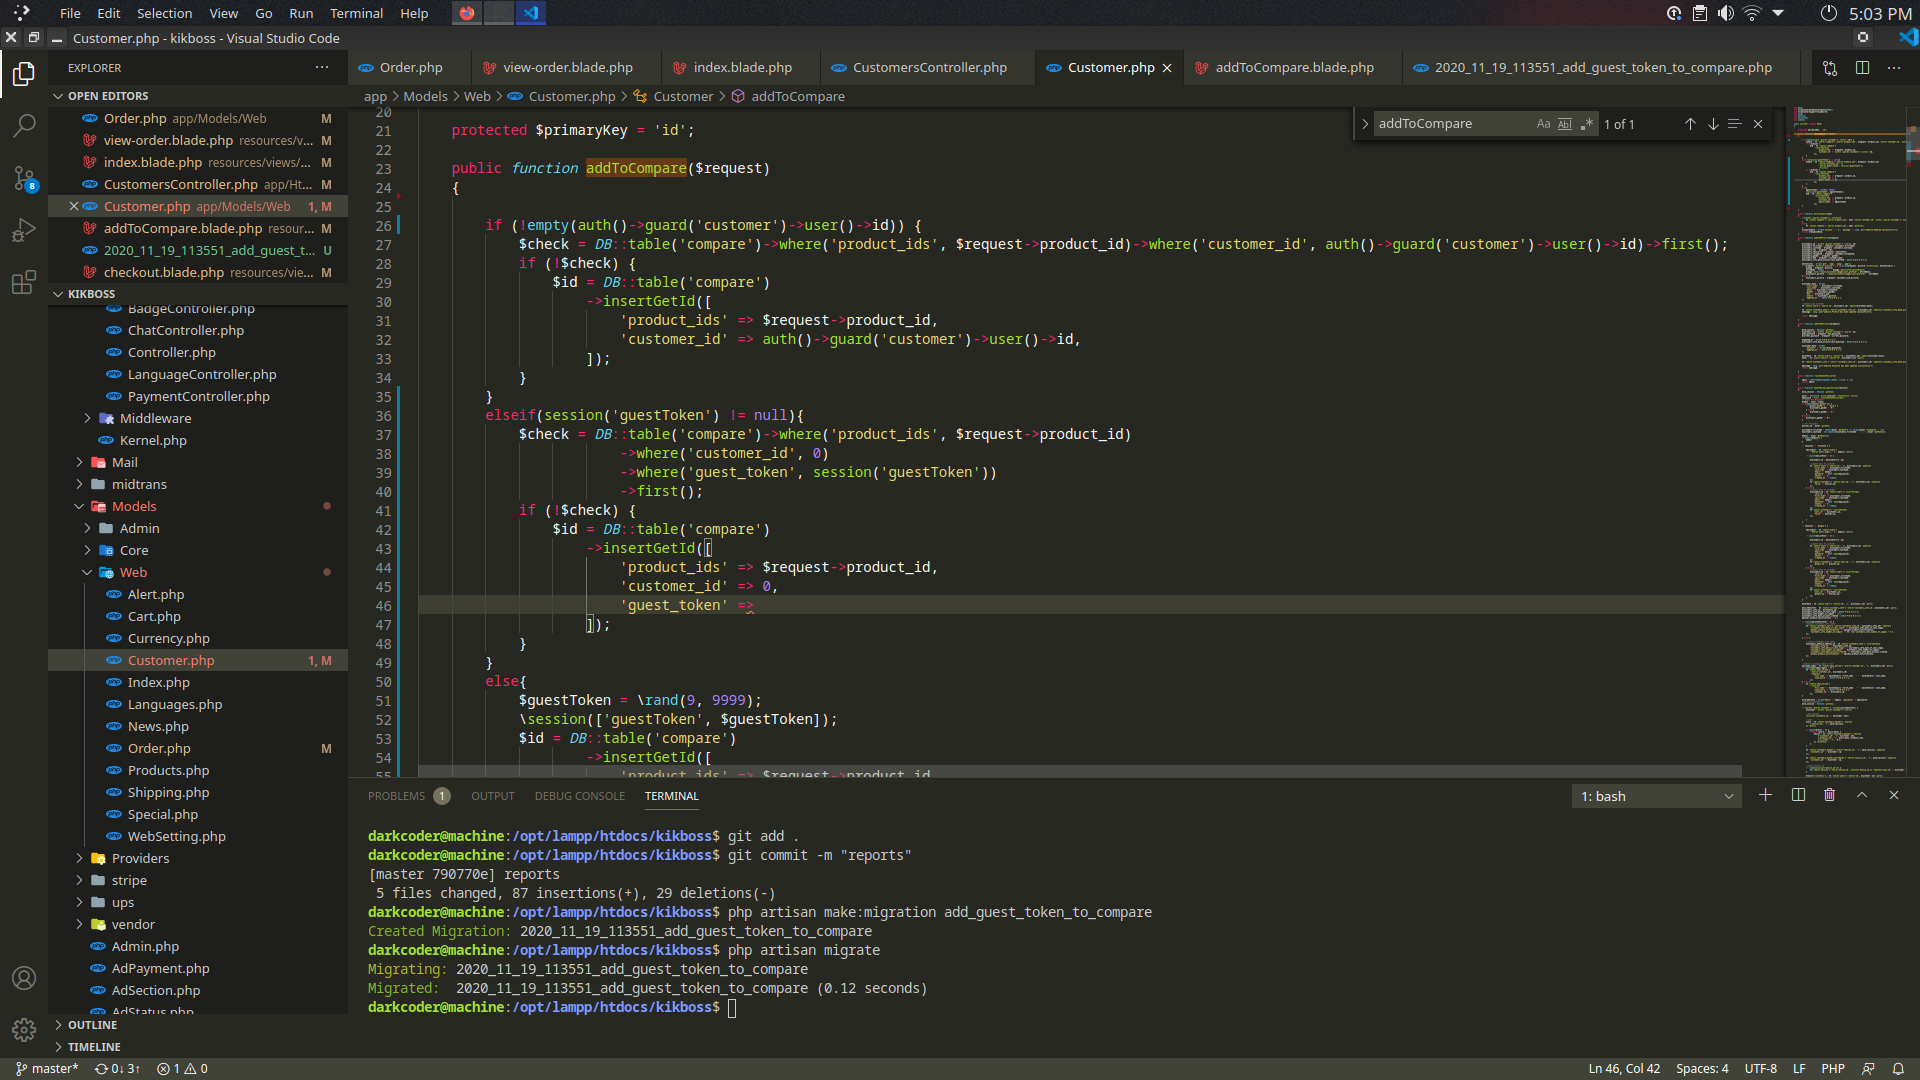 File Edit Selection View Go Run Terminal Help
5:03 PM
Customer.php - kikboss - Visual Studio Code
EXPLORER
Order.php view-order.blade.php index.blade.php CustomersController.php Customer.php addToCompare.blade.php 2020_11_19_113551_add_guest_token_to_compare.php
app > Models > Web > Customer.php > Customer > addToCompare
addToCompare Aa Ab| .* 1 of 1
OPEN EDITORS
Order.php app/Models/Web M
view-order.blade.php resources/v... M
index.blade.php resources/views/... M
CustomersController.php app/Ht... M
Customer.php app/Models/Web 1, M
addToCompare.blade.php resour... M
2020_11_19_113551_add_guest_t... U
checkout.blade.php resources/vie... M
KIKBOSS
BadgeController.php
ChatController.php
Controller.php
LanguageController.php
PaymentController.php
Middleware
Kernel.php
Mail
midtrans
Models
Admin
Core
Web
Alert.php
Cart.php
Currency.php
Customer.php 1, M
Index.php
Languages.php
News.php
Order.php M
Products.php
Shipping.php
Special.php
WebSetting.php
Providers
stripe
ups
vendor
Admin.php
AdPayment.php
AdSection.php
AdStatus.php
OUTLINE
TIMELINE
8
20
21 protected $primaryKey = 'id';
22
23 public function addToCompare($request)
24 {
25
26 if (!empty(auth()->guard('customer')->user()->id)) {
27 $check = DB::table('compare')->where('product_ids', $request->product_id)->where('customer_id', auth()->guard('customer')->user()->id)->first();
28 if (!$check) {
29 $id = DB::table('compare')
30 ->insertGetId([
31 'product_ids' => $request->product_id,
32 'customer_id' => auth()->guard('customer')->user()->id,
33 ]);
34 }
35 }
36 elseif(session('guestToken') != null){
37 $check = DB::table('compare')->where('product_ids', $request->product_id)
38 ->where('customer_id', 0)
39 ->where('guest_token', session('guestToken'))
40 ->first();
41 if (!$check) {
42 $id = DB::table('compare')
43 ->insertGetId([
44 'product_ids' => $request->product_id,
45 'customer_id' => 0,
46 'guest_token' =>
47 ]);
48 }
49 }
50 else{
51 $guestToken = \rand(9, 9999);
52 \session(['guestToken', $guestToken]);
53 $id = DB::table('compare')
54 ->insertGetId([
55 'product_ids' => $request->product_id
PROBLEMS 1 OUTPUT DEBUG CONSOLE TERMINAL 1: bash
darkcoder@machine:/opt/lampp/htdocs/kikboss$ git add .
darkcoder@machine:/opt/lampp/htdocs/kikboss$ git commit -m "reports"
[master 790770e] reports
5 files changed, 87 insertions(+), 29 deletions(-)
darkcoder@machine:/opt/lampp/htdocs/kikboss$ php artisan make:migration add_guest_token_to_compare
Created Migration: 2020_11_19_113551_add_guest_token_to_compare
darkcoder@machine:/opt/lampp/htdocs/kikboss$ php artisan migrate
Migrating: 2020_11_19_113551_add_guest_token_to_compare
Migrated: 2020_11_19_113551_add_guest_token_to_compare (0.12 seconds)
darkcoder@machine:/opt/lampp/htdocs/kikboss$
master* 0↓ 3↑ 1 0 Ln 46, Col 42 Spaces: 4 UTF-8 LF PHP